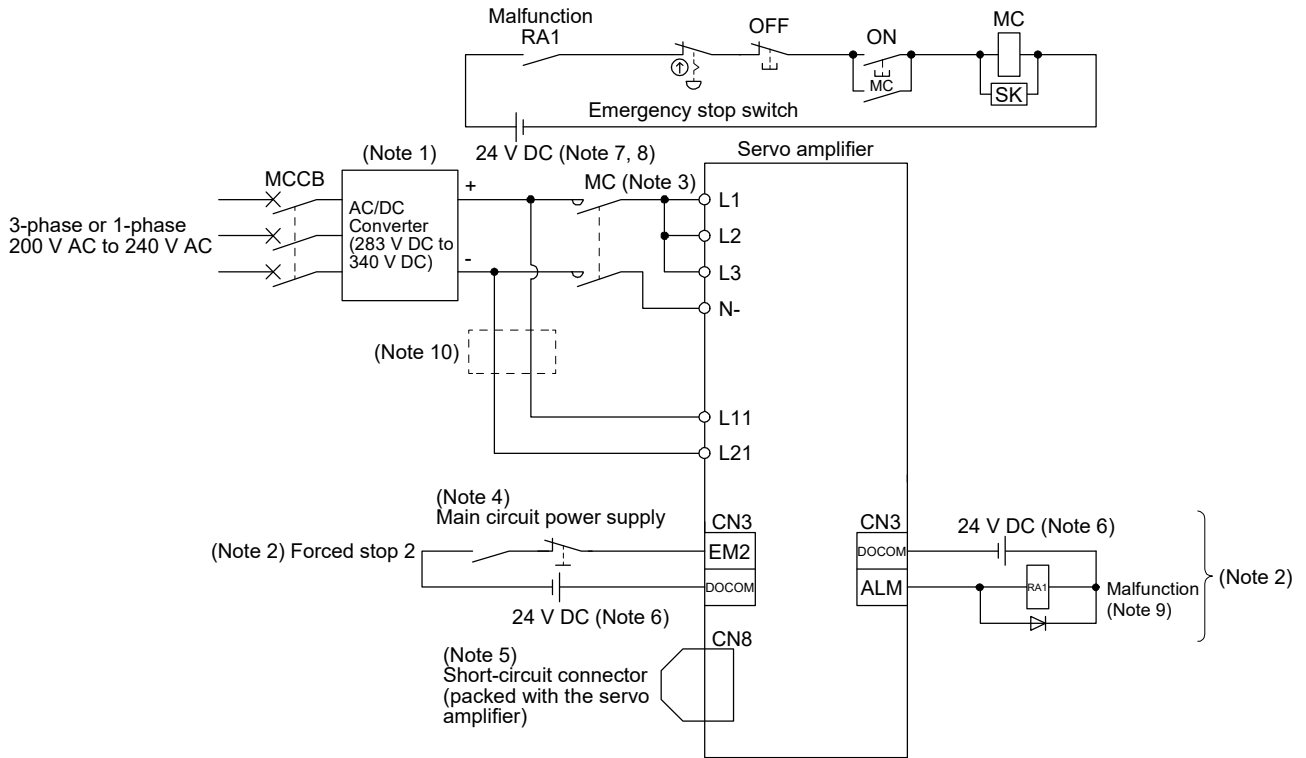 Malfunction
RA1
OFF
ON
MC
MC
SK
Emergency stop switch
24 V DC (Note 7, 8)
Servo amplifier
(Note 1)
MCCB
AC/DC
Converter
(283 V DC to
340 V DC)
+
-
MC (Note 3)
3-phase or 1-phase
200 V AC to 240 V AC
L1
L2
L3
N-
(Note 10)
L11
L21
(Note 4)
Main circuit power supply
(Note 2) Forced stop 2
24 V DC (Note 6)
CN3
EM2
DOCOM
CN3
DOCOM
ALM
24 V DC (Note 6)
RA1
Malfunction
(Note 9)
(Note 2)
CN8
(Note 5)
Short-circuit connector
(packed with the servo
amplifier)